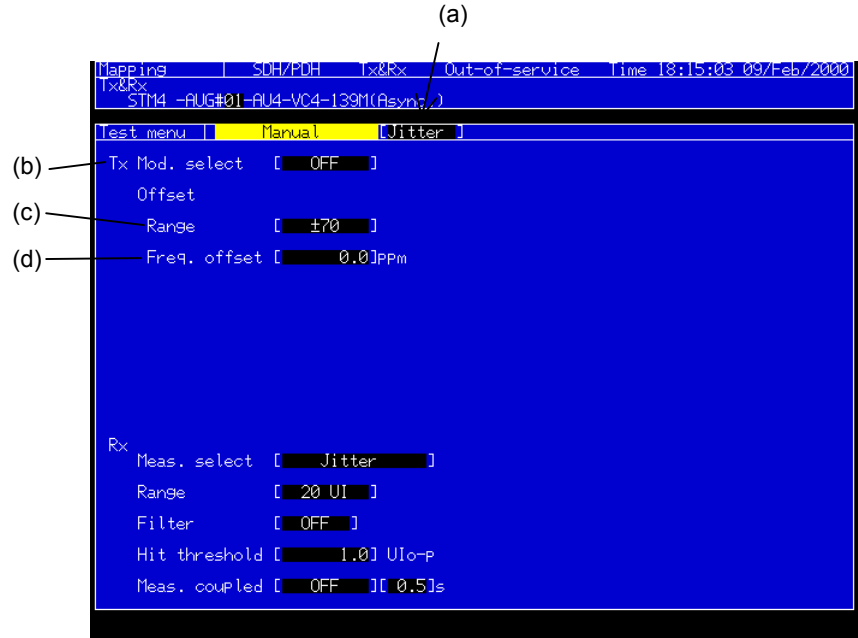 (a)
Mapping | SDH/PDH Tx&Rx Out-of-service Time 18:15:03 09/Feb/2000
Tx&Rx
STM4 -AUG#01-AU4-VC4-139M(Async.)
Test menu | Manual [Jitter ]
(b) Tx Mod. select [ OFF ]
Offset
(c) Range [ ±70 ]
(d) Freq. offset [ 0.0]ppm
Rx
Meas. select [ Jitter ]
Range [ 20 UI ]
Filter [ OFF ]
Hit threshold [ 1.0] UIo-p
Meas. coupled [ OFF ][ 0.5]s